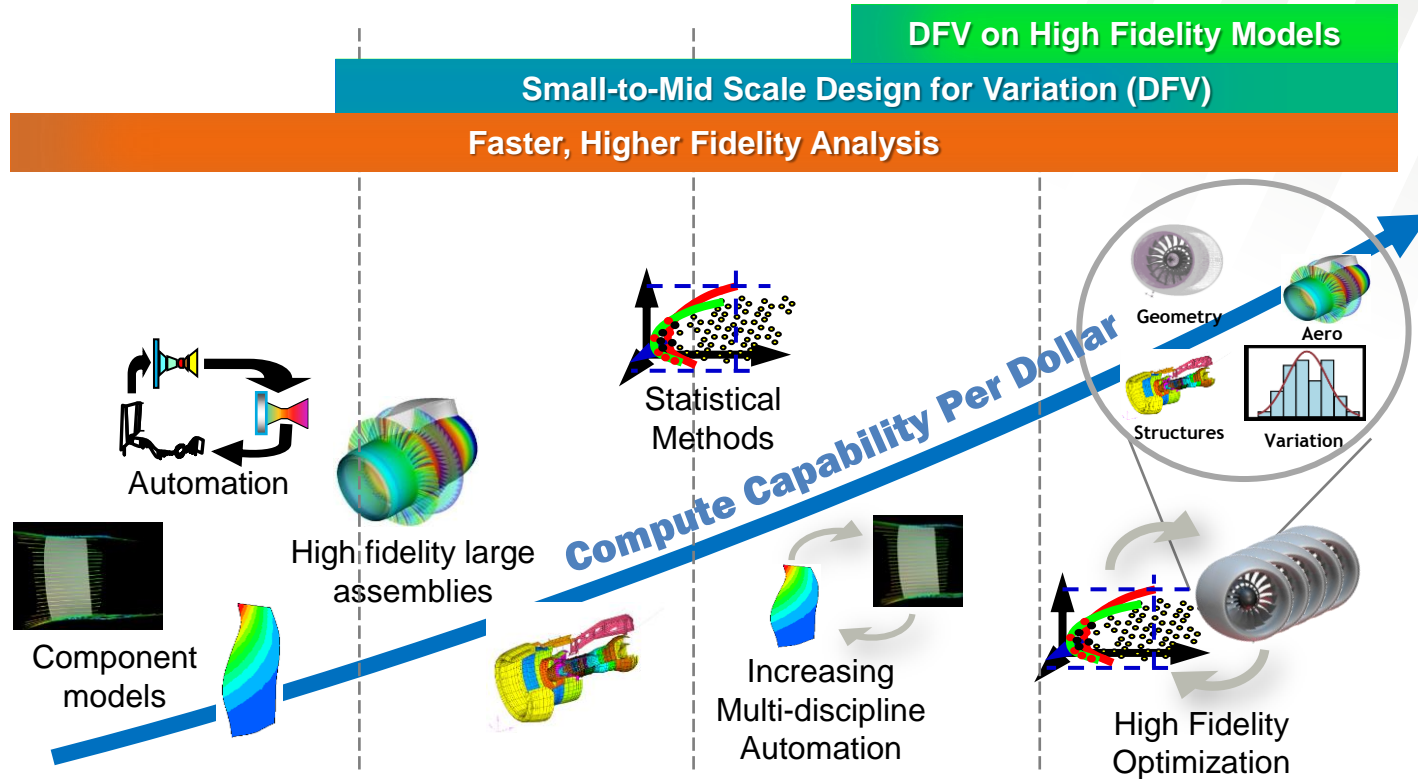 DFV on High Fidelity Models
Small-to-Mid Scale Design for Variation (DFV)
Faster, Higher Fidelity Analysis
Geometry
Aero
Structures
Variation
Compute Capability Per Dollar
Statistical
Methods
Automation
High fidelity large
assemblies
Component
models
Increasing
Multi-discipline
Automation
High Fidelity
Optimization